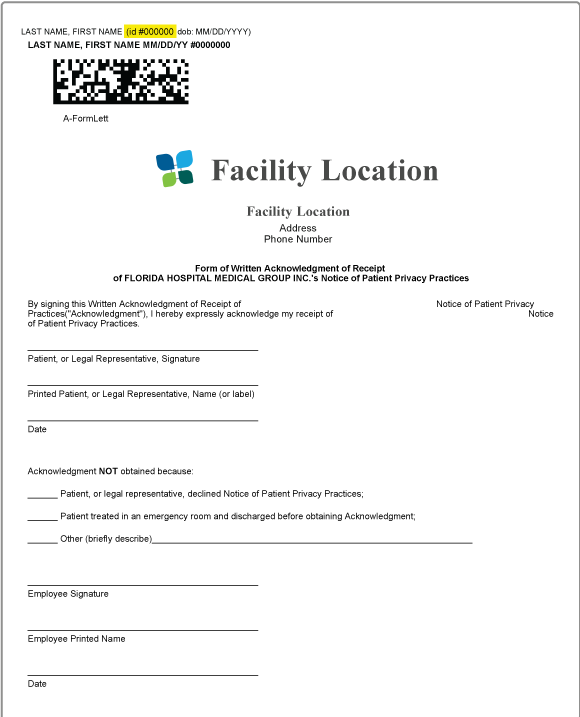 LAST NAME, FIRST NAME (id #000000 dob: MM/DD/YYYY)
LAST NAME, FIRST NAME MM/DD/YY #0000000
A-FormLett
Facility Location
Facility Location
Address
Phone Number
Form of Written Acknowledgment of Receipt
of FLORIDA HOSPITAL MEDICAL GROUP INC.'s Notice of Patient Privacy Practices
By signing this Written Acknowledgment of Receipt of Notice of Patient Privacy
Practices("Acknowledgment"), I hereby expressly acknowledge my receipt of Notice
of Patient Privacy Practices.
Patient, or Legal Representative, Signature
Printed Patient, or Legal Representative, Name (or label)
Date
Acknowledgment NOT obtained because:
______ Patient, or legal representative, declined Notice of Patient Privacy Practices;
______ Patient treated in an emergency room and discharged before obtaining Acknowledgment;
______ Other (briefly describe)________________________________
Employee Signature
Employee Printed Name
Date